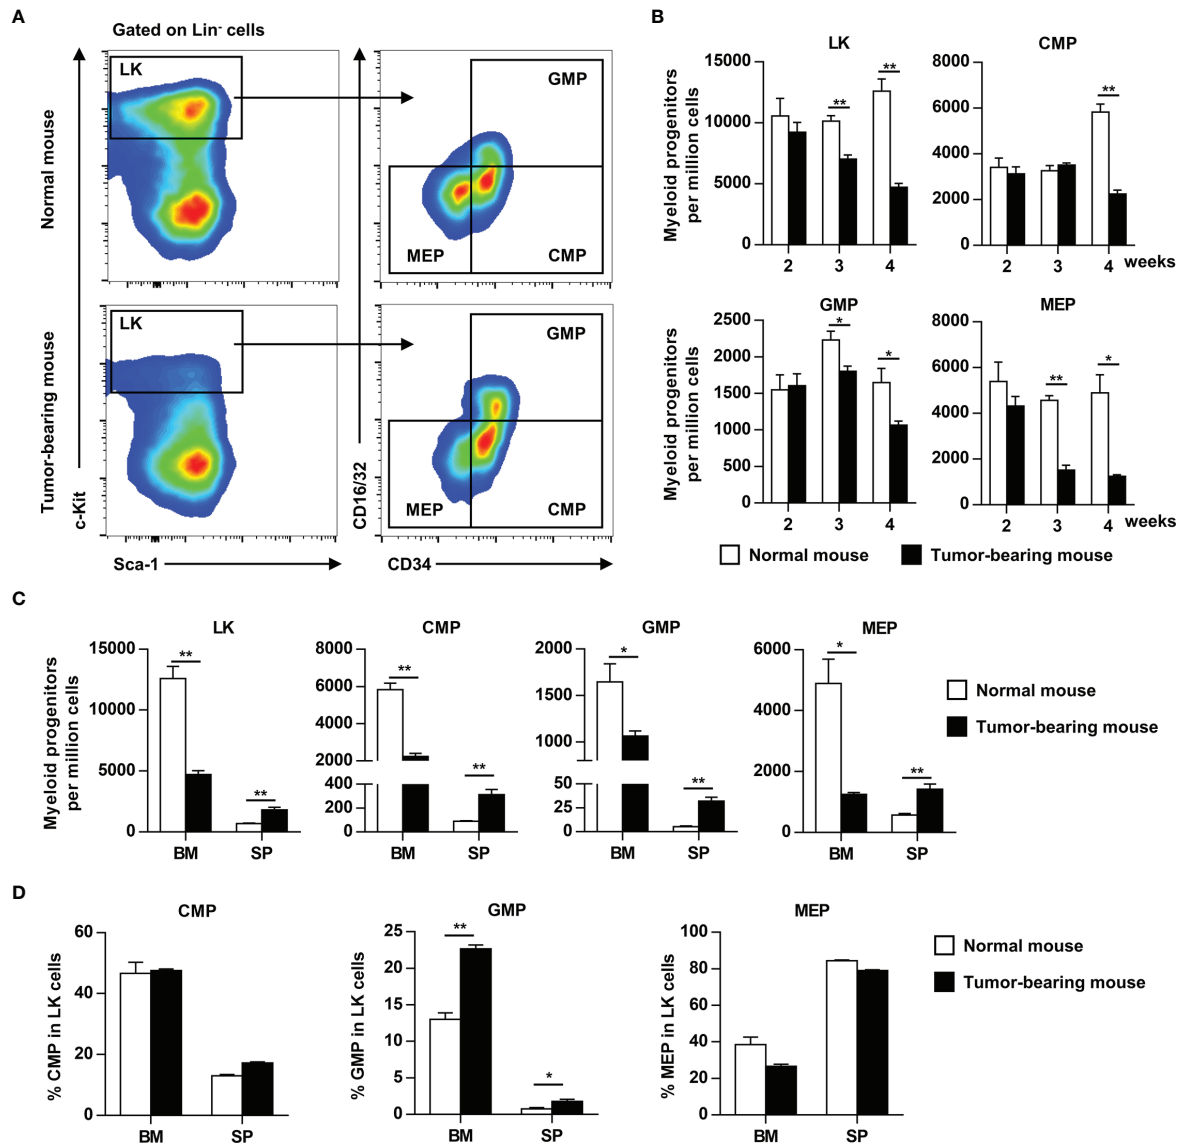 A
Gated on Lin- cells
Normal mouse
Tumor-bearing mouse
c-Kit
LK
LK
Sca-1
CD16/32
GMP
MEP
CMP
GMP
MEP
CMP
CD34
B
Myeloid progenitors
per million cells
LK
15000
10000
5000
0
**
**
2 3 4
CMP
8000
6000
4000
2000
0
**
2 3 4 weeks
Myeloid progenitors
per million cells
GMP
2500
2000
1500
1000
500
0
*
*
2 3 4
MEP
8000
6000
4000
2000
0
**
*
2 3 4 weeks
Normal mouse
Tumor-bearing mouse
C
Myeloid progenitors
per million cells
LK
15000
10000
5000
0
**
**
BM SP
CMP
8000
6000
4000
2000
400
200
0
**
**
BM SP
GMP
2000
1500
1000
50
25
0
*
**
BM SP
MEP
6000
4000
2000
0
*
**
BM SP
Normal mouse
Tumor-bearing mouse
D
% CMP in LK cells
CMP
60
40
20
0
BM SP
% GMP in LK cells
GMP
25
20
15
10
5
0
**
*
BM SP
% MEP in LK cells
MEP
100
80
60
40
20
0
BM SP
Normal mouse
Tumor-bearing mouse